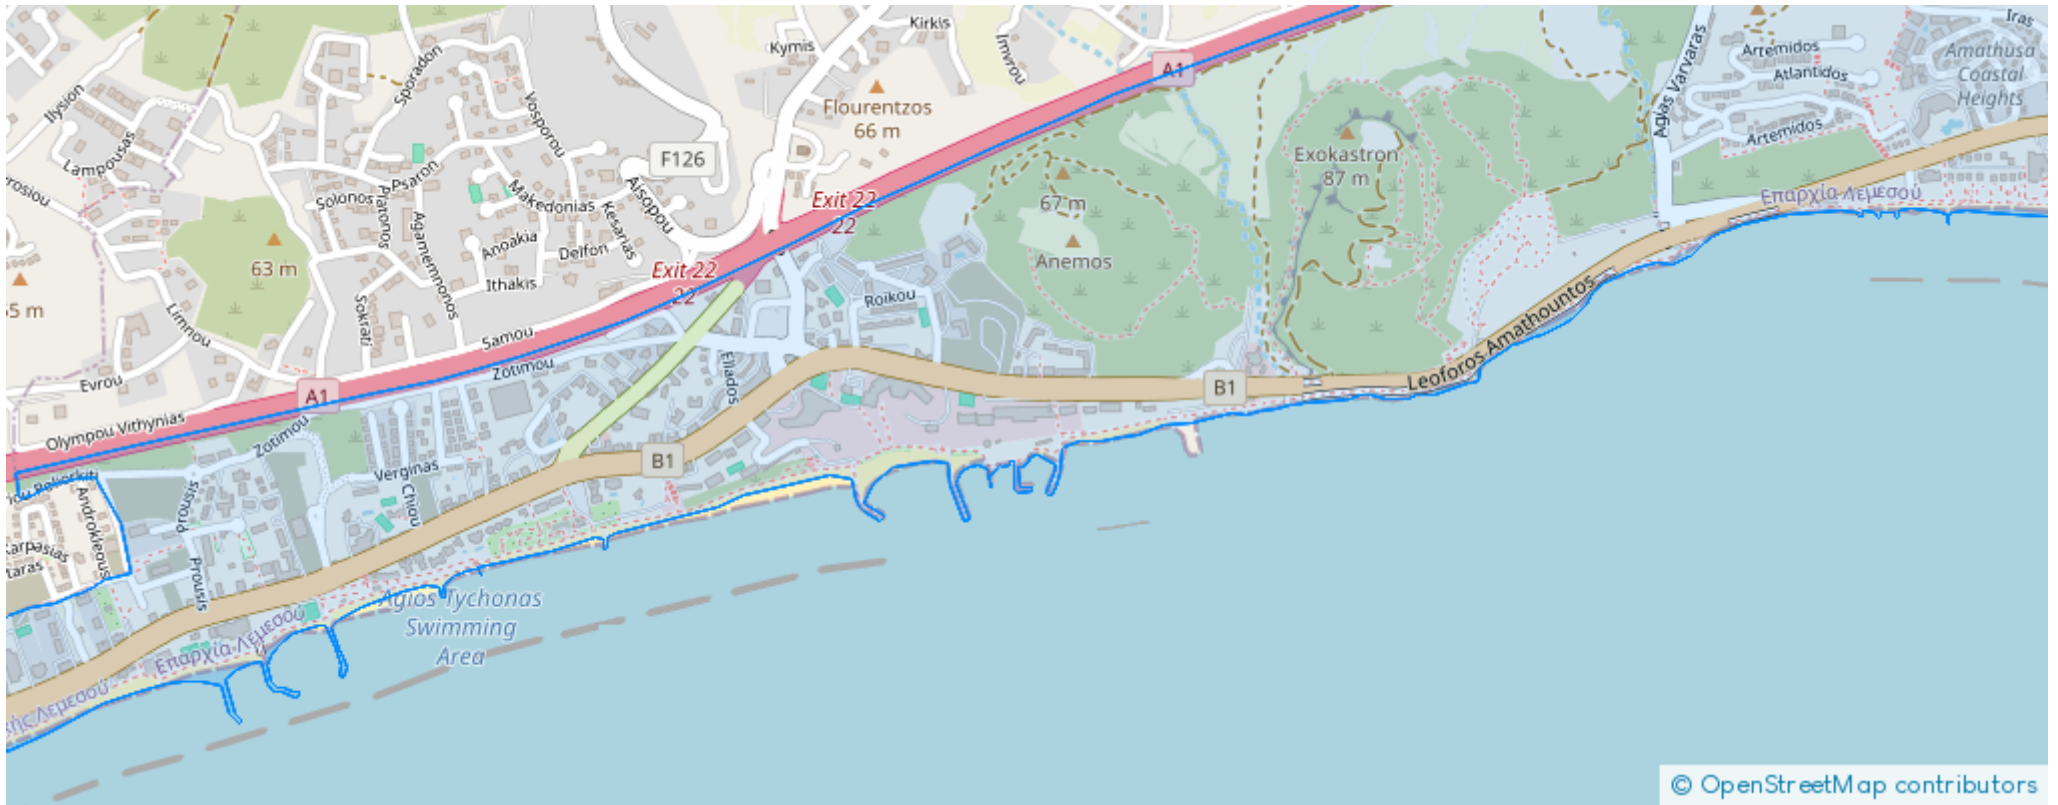 Kirkis
Iras
Kymis
Imvrou
A1
Sporadon
Agias Varvaras
Artemidos
Amathusa
Coastal
Heights
Atlantidos
Ilysion
Vosporou
Flourentzos
66 m
Artemidos
Lampousas
F126
Exokastron
87 m
Psaron
Solonos
Platonos
Makedonias
Aisopou
Kesarias
Exit 22
22
67 m
Επαρχία Λεμεσού
Agamemnonos
Anoakia
Delfon
63 m
Exit 22
22
Anemos
Ithakis
Roikou
5 m
Limnou
Sokrati
Samou
Leoforos Amathountos
Zotimou
Eliados
Evrou
A1
B1
Olympou Vithynias
Zotimou
B1
Verginas
Chiou
Prousis
Androkleous
Karpasias
taras
Prousis
Agios Tychonas
Swimming
Area
Επαρχία Λεμεσού
Λεμεσού
© OpenStreetMap contributors